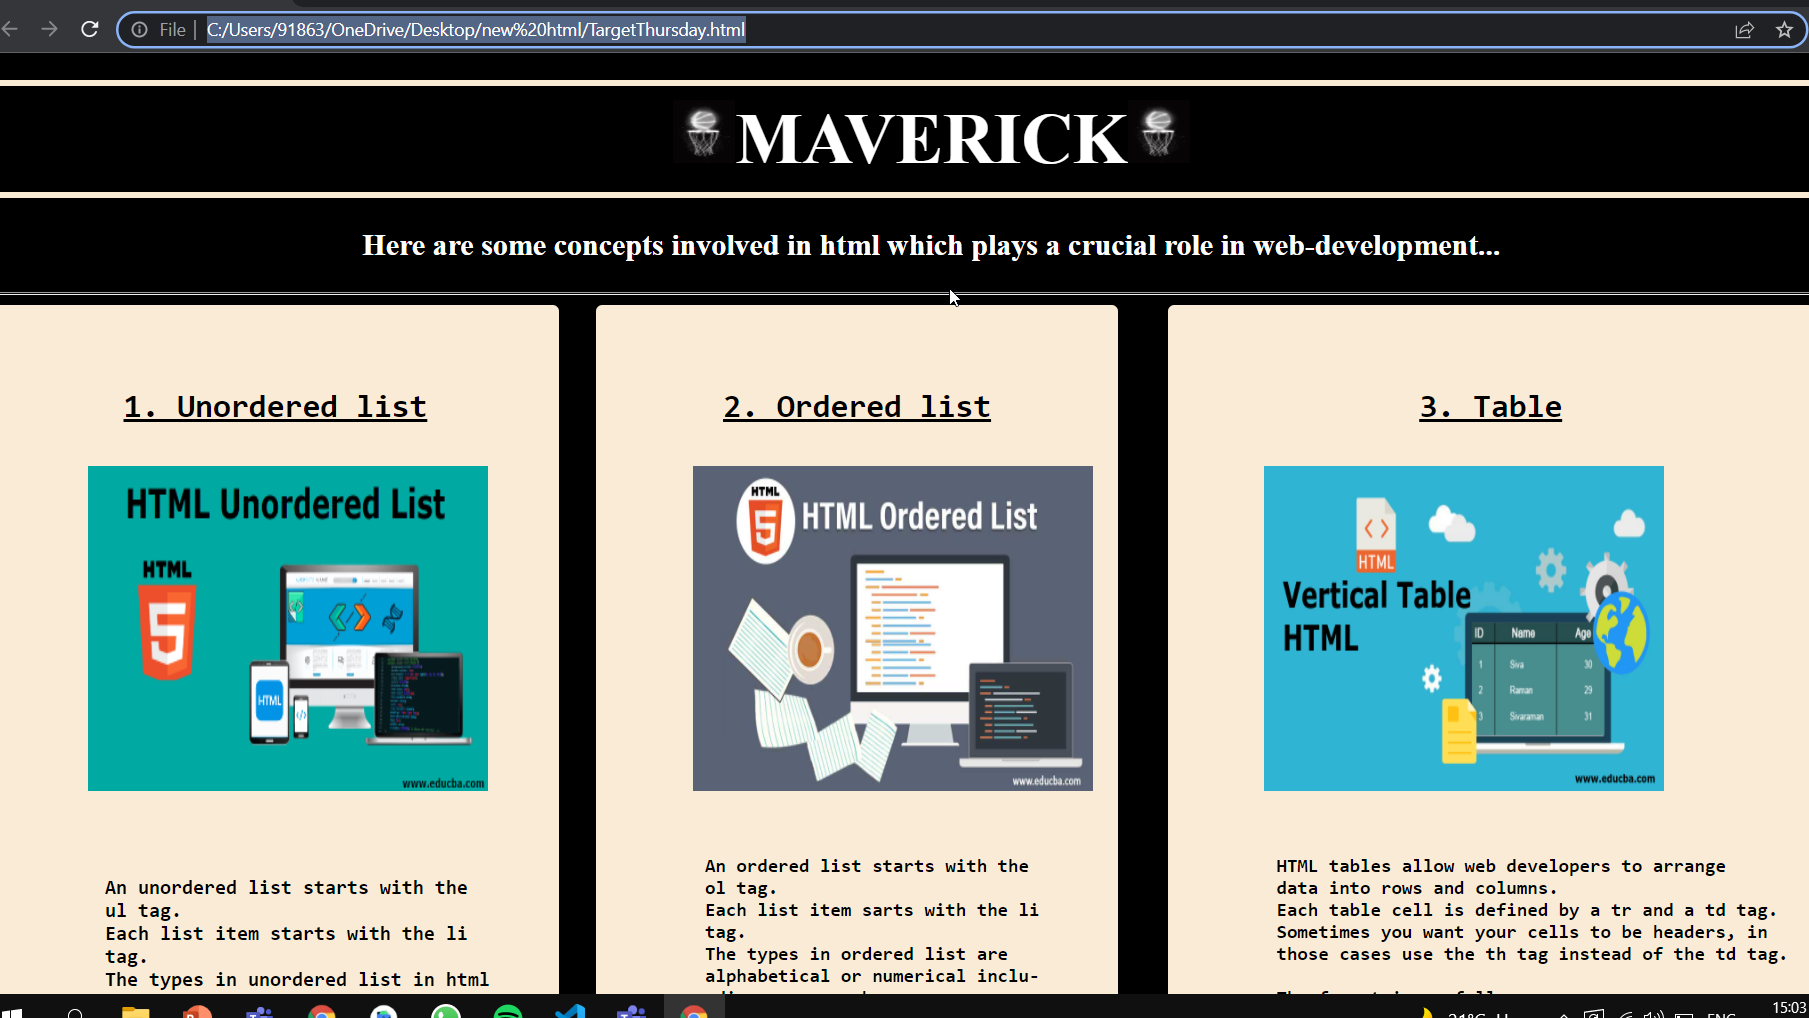 File | C:/Users/91863/OneDrive/Desktop/new%20html/TargetThursday.html
MAVERICK
Here are some concepts involved in html which plays a crucial role in web-development...
1. Unordered list
HTML Unordered List
HTML
5
HTML
www.educba.com
An unordered list starts with the
ul tag.
Each list item starts with the li
tag.
The types in unordered list in html
2. Ordered list
HTML
5
HTML Ordered List
www.educba.com
An ordered list starts with the
ol tag.
Each list item sarts with the li
tag.
The types in ordered list are
alphabetical or numerical inclu-
3. Table
HTML
Vertical Table
HTML
ID Name Age
1 Siva 30
2 Raman 29
3 Sivaraman 31
www.educba.com
HTML tables allow web developers to arrange
data into rows and columns.
Each table cell is defined by a tr and a td tag.
Sometimes you want your cells to be headers, in
those cases use the th tag instead of the td tag.
15:03